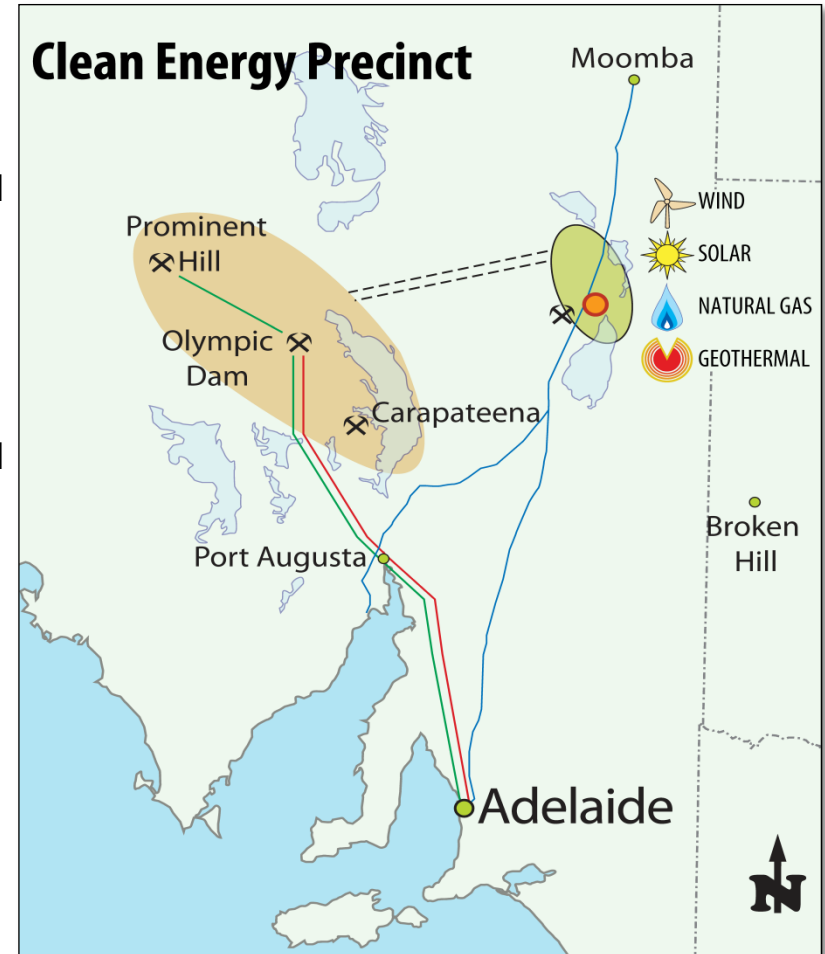 Clean Energy Precinct
Moomba
WIND
SOLAR
NATURAL GAS
GEOTHERMAL
Prominent
Hill
Olympic
Dam
Carapateena
Port Augusta
Broken
Hill
Adelaide
N